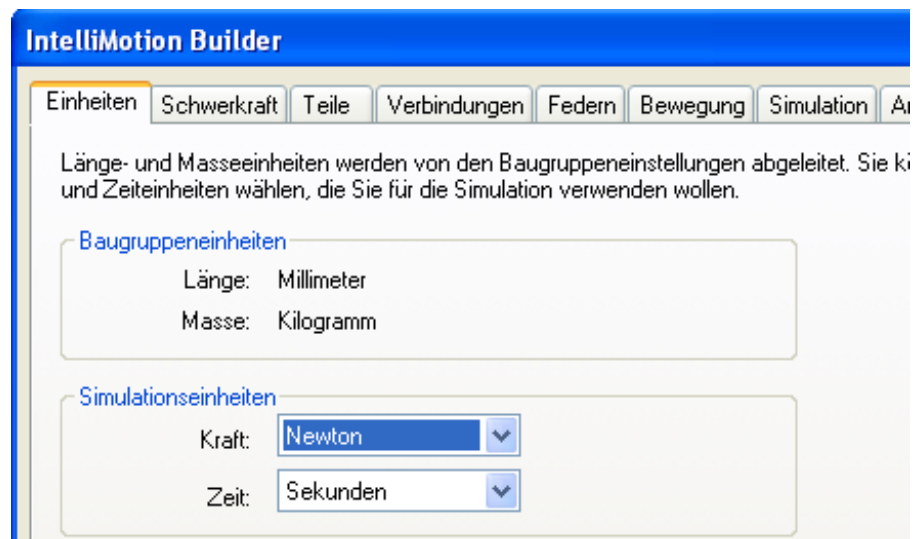 IntelliMotion Builder
Einheiten Schwerkraft Teile Verbindungen Federn Bewegung Simulation
Länge- und Masseeinheiten werden von den Baugruppeneinstellungen abgeleitet. Sie
und Zeiteinheiten wählen, die Sie für die Simulation verwenden wollen.
Baugruppeneinheiten
Länge: Millimeter
Masse: Kilogramm
Simulationseinheiten
Kraft: Newton
Zeit: Sekunden